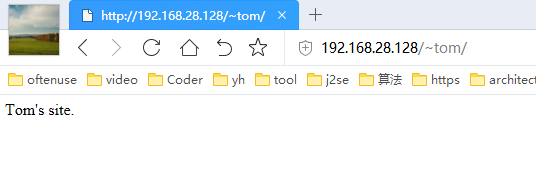 http://192.168.28.128/~tom/
192.168.28.128/~tom/
oftenuse video Coder yh tool j2se 算法 https architect
Tom's site.